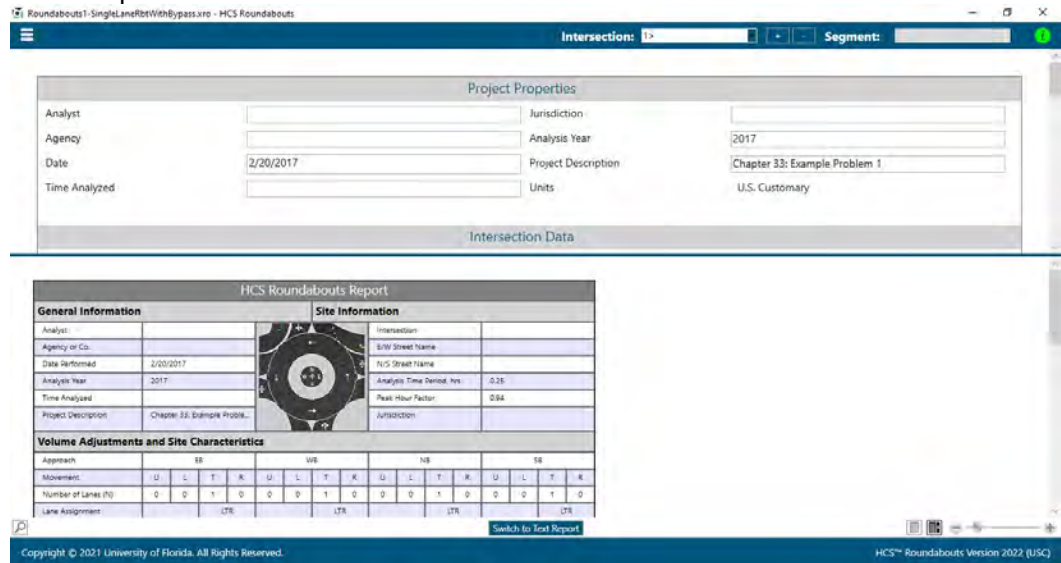 Roundabouts1-SingleLaneRbtWithBypass.xro - HCS Roundabouts
Intersection: 1> + - Segment:
Project Properties
Analyst Jurisdiction
Agency Analysis Year 2017
Date 2/20/2017 Project Description Chapter 33: Example Problem 1
Time Analyzed Units U.S. Customary
Intersection Data
HCS Roundabouts Report
General Information Site Information
Analyst Intersection
Agency or Co. E/W Street Name
Date Performed 2/20/2017 N/S Street Name
Analysis Year 2017 Analysis Time Period, hrs 0.25
Time Analyzed Peak Hour Factor 0.94
Project Description Chapter 33: Example Proble... Jurisdiction
Volume Adjustments and Site Characteristics
Approach EB WB NB SB
Movement U L T R U L T R U L T R U L T R
Number of Lanes (N) 0 0 1 0 0 0 1 0 0 0 1 0 0 0 1 0
Lane Assignment LTR LTR LTR LTR
Switch to Text Report
Copyright © 2021 University of Florida. All Rights Reserved. HCS™ Roundabouts Version 2022 (USC)